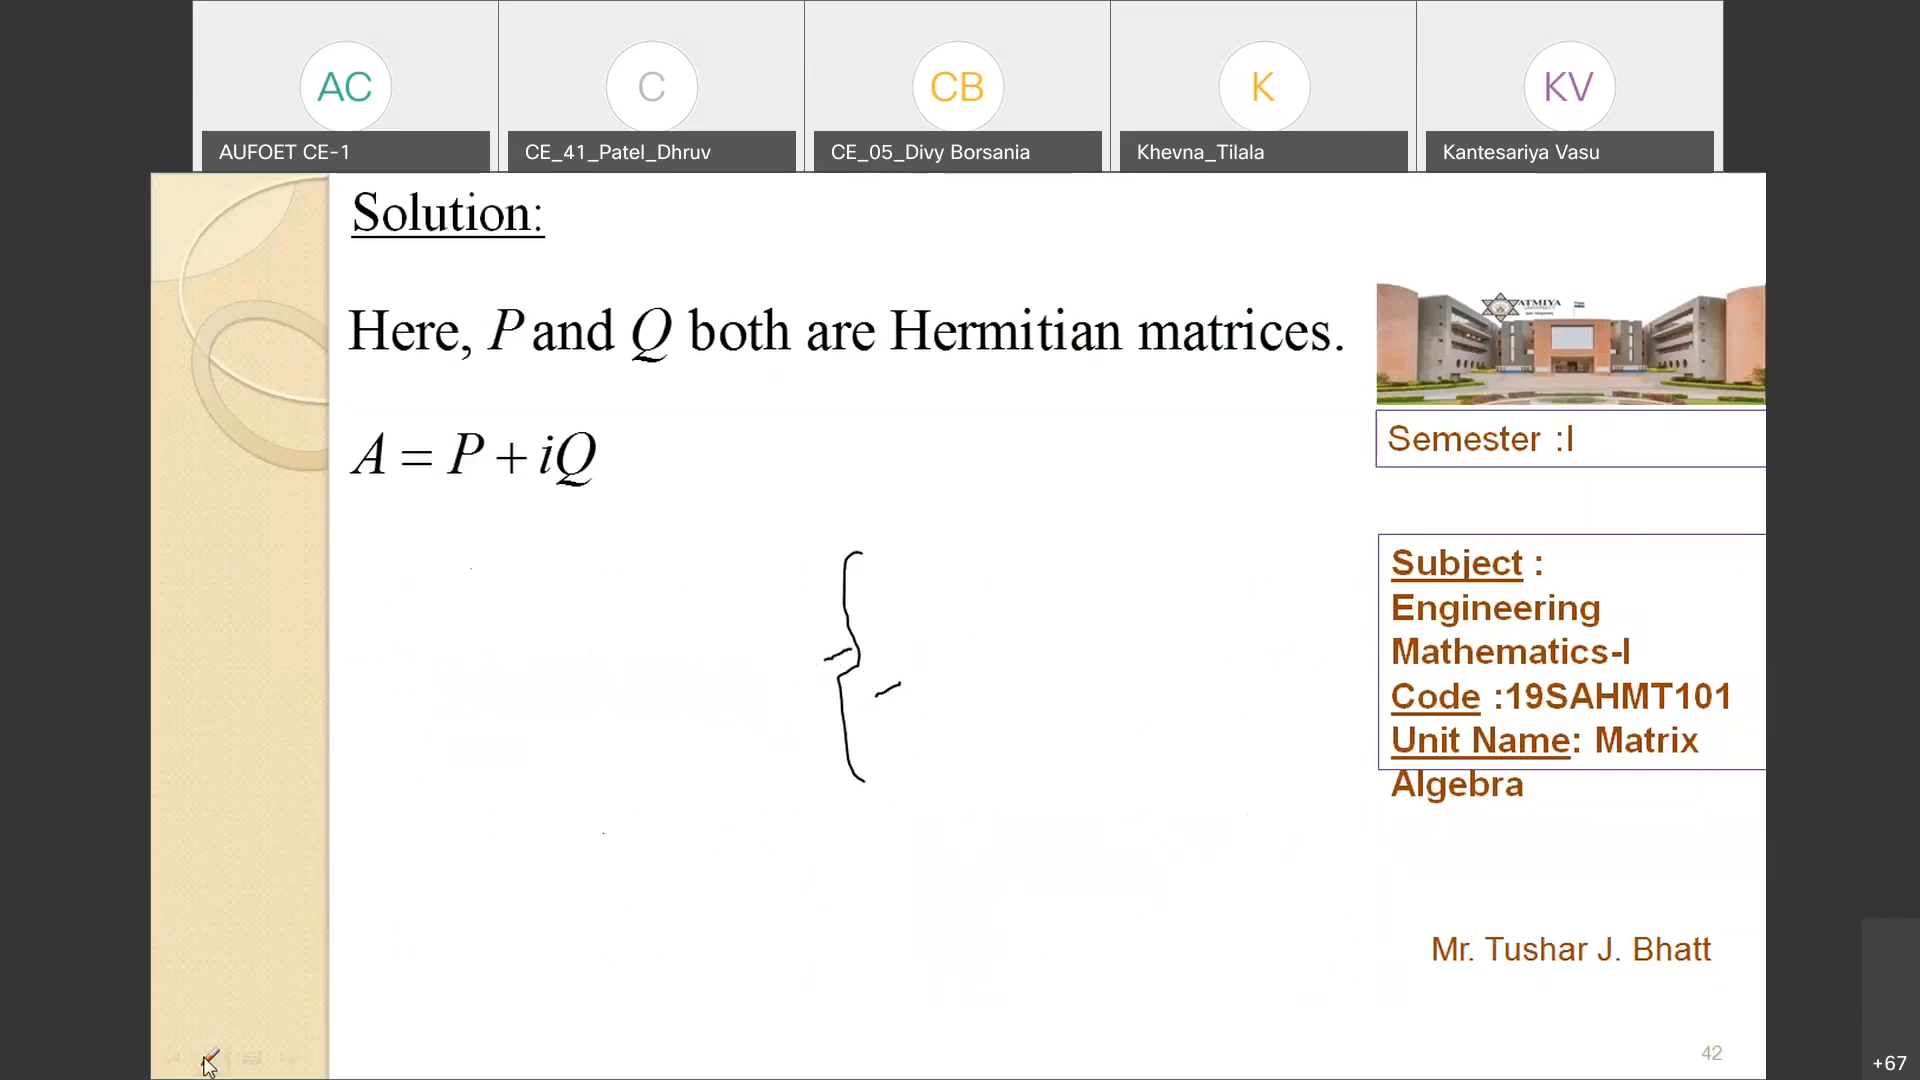 AC
C
CB
K
KV
AUFOET CE-1
CE_41_Patel_Dhruv
CE_05_Divy Borsania
Khevna_Tilala
Kantesariya Vasu
Solution:
Here, P and Q both are Hermitian matrices.
A = P + iQ
ATMIYA
Semester :I
Subject :
Engineering
Mathematics-I
Code :19SAHMT101
Unit Name: Matrix
Algebra
Mr. Tushar J. Bhatt
42
+67